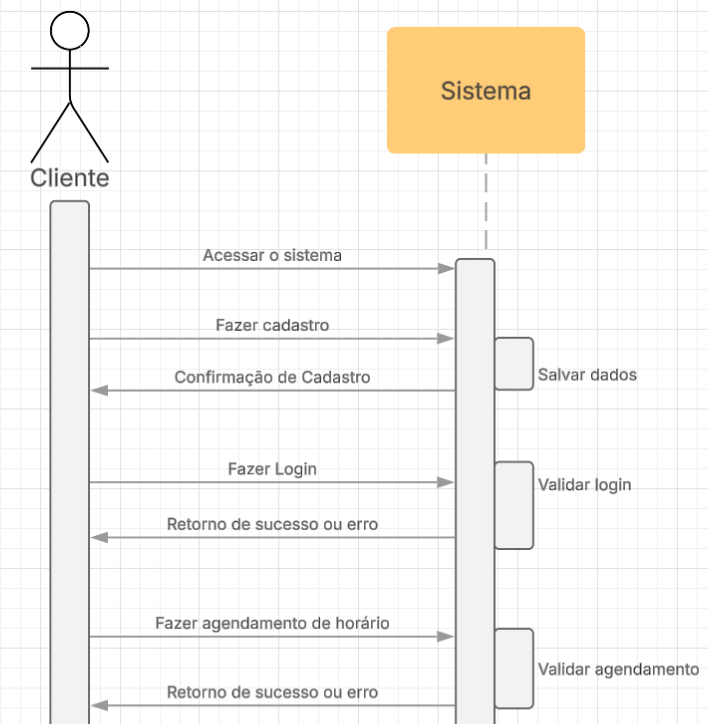 Sistema
Cliente
Acessar o sistema
Fazer cadastro
Salvar dados
Confirmação de Cadastro
Fazer Login
Validar login
Retorno de sucesso ou erro
Fazer agendamento de horário
Validar agendamento
Retorno de sucesso ou erro